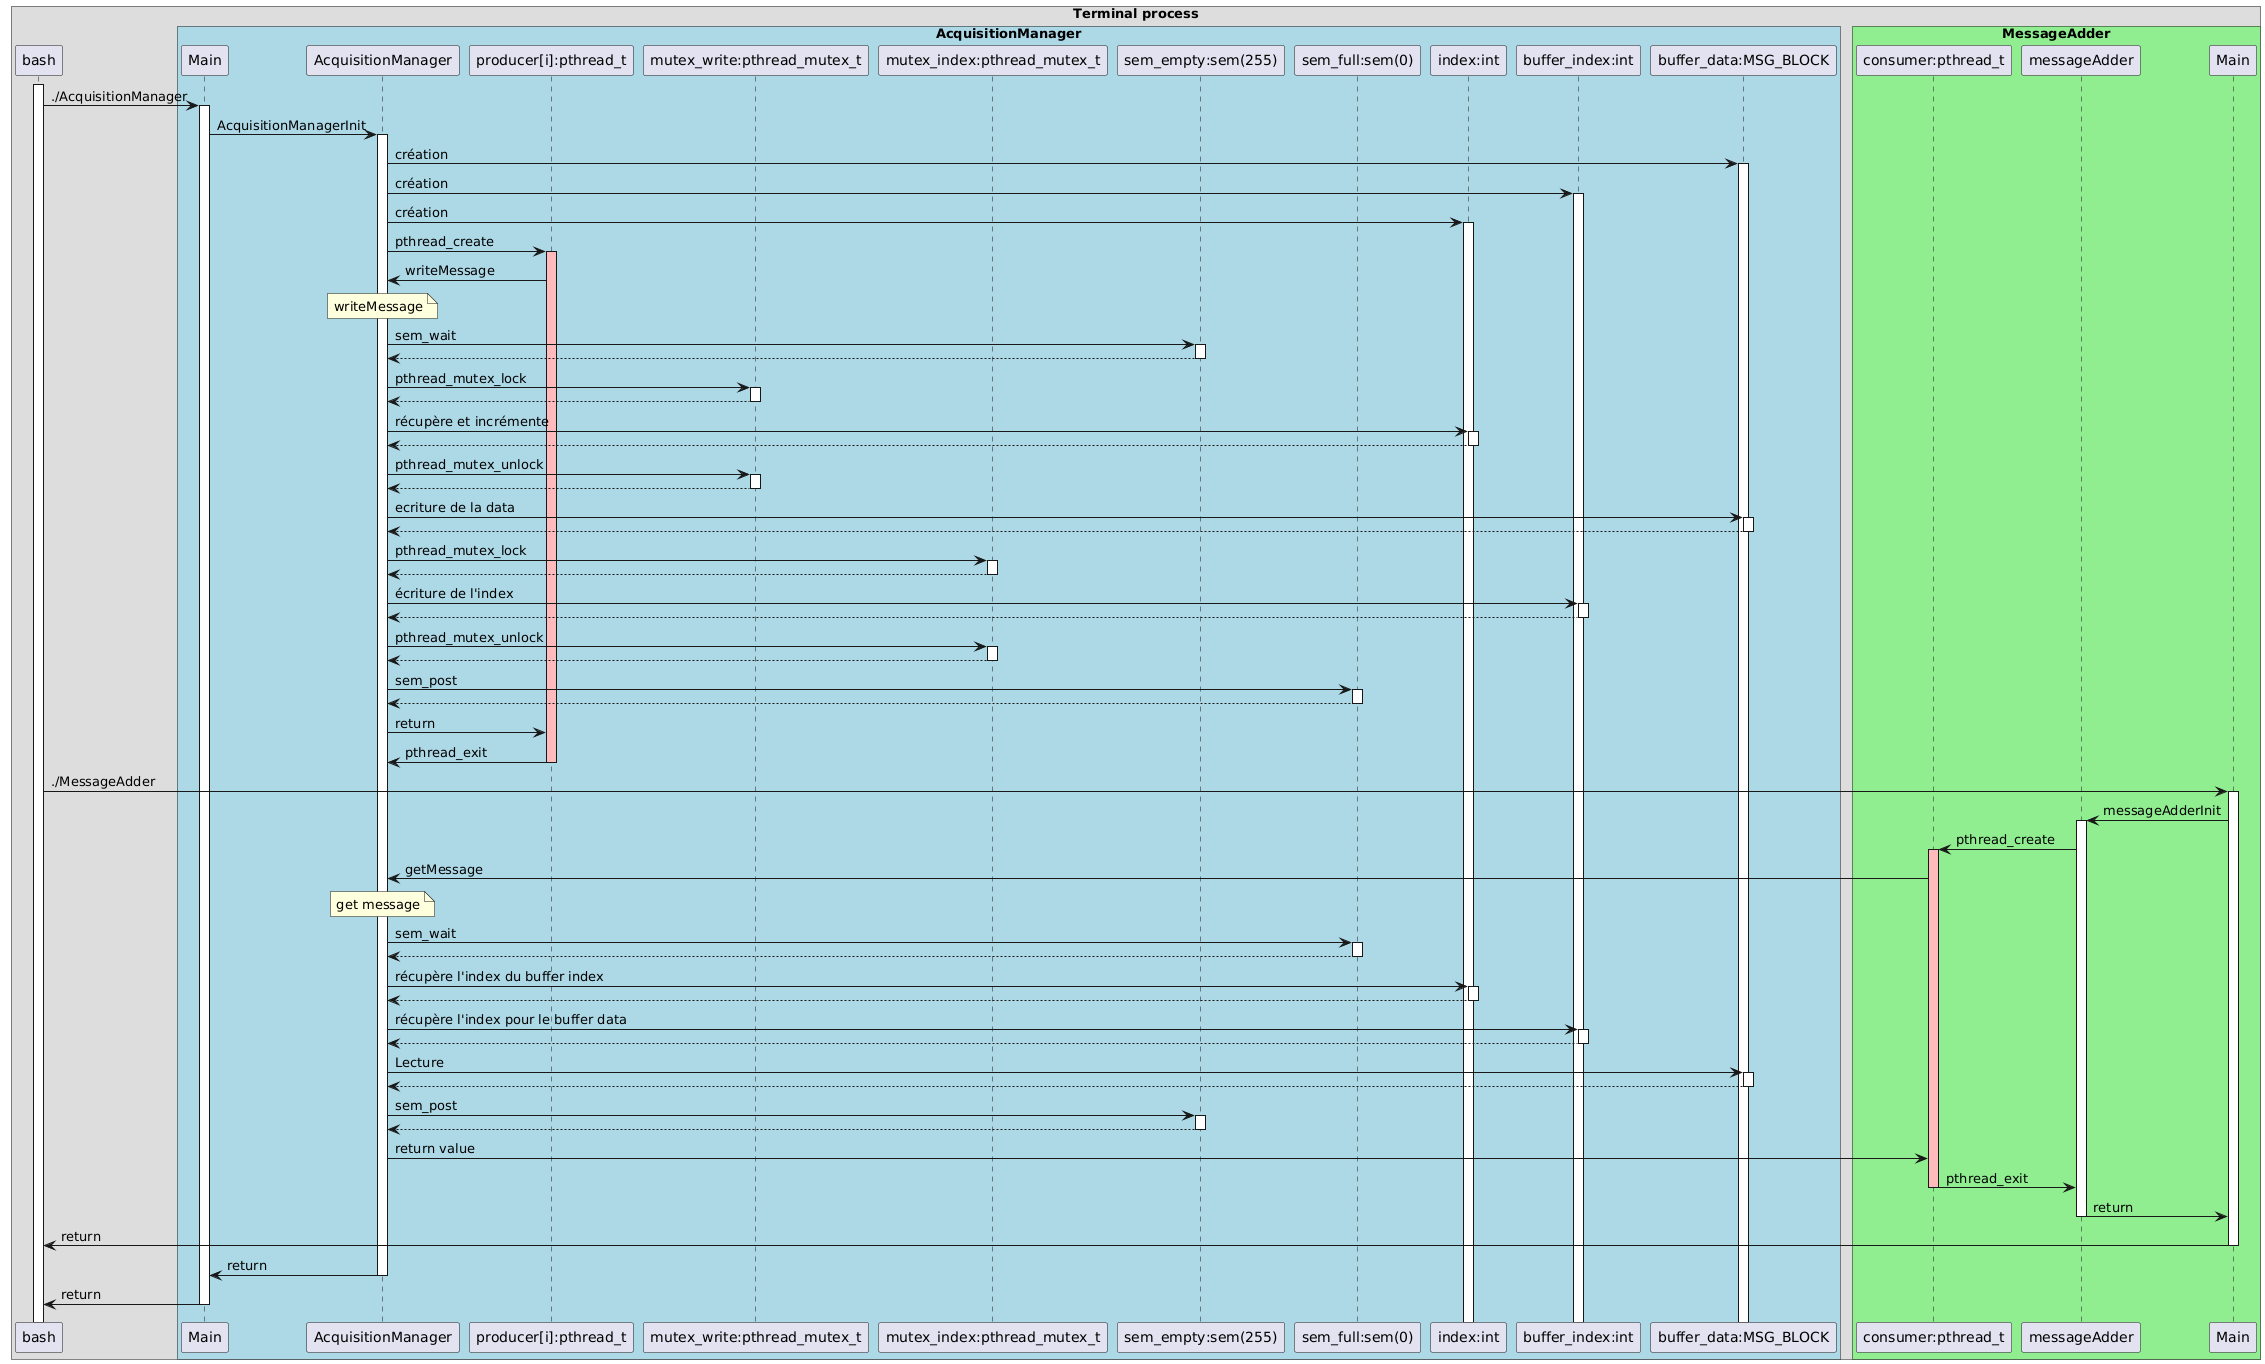 Terminal process
AcquisitionManager
MessageAdder
bash
Main
AcquisitionManager
producer[i]:pthread_t
mutex_write:pthread_mutex_t
mutex_index:pthread_mutex_t
sem_empty:sem(255)
sem_full:sem(0)
index:int
buffer_index:int
buffer_data:MSG_BLOCK
consumer:pthread_t
messageAdder
Main
./AcquisitionManager
AcquisitionManagerInit
création
création
création
pthread_create
writeMessage
writeMessage
sem_wait
pthread_mutex_lock
récupère et incrémente
pthread_mutex_unlock
ecriture de la data
pthread_mutex_lock
écriture de l'index
pthread_mutex_unlock
sem_post
return
pthread_exit
./MessageAdder
messageAdderInit
pthread_create
getMessage
get message
sem_wait
récupère l'index du buffer index
récupère l'index pour le buffer data
Lecture
sem_post
return value
pthread_exit
return
return
return
return
bash
Main
AcquisitionManager
producer[i]:pthread_t
mutex_write:pthread_mutex_t
mutex_index:pthread_mutex_t
sem_empty:sem(255)
sem_full:sem(0)
index:int
buffer_index:int
buffer_data:MSG_BLOCK
consumer:pthread_t
messageAdder
Main